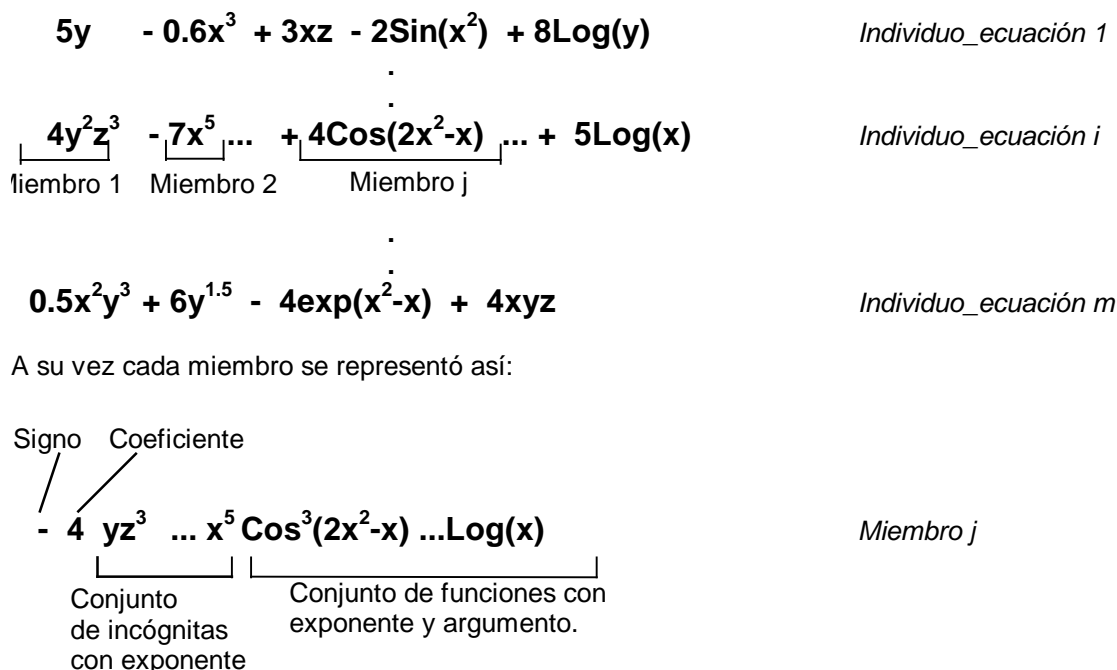 5y - 0.6x³ + 3xz - 2Sin(x²) + 8Log(y) Individuo_ecuación 1
.
.
4y²z³ - 7x⁵... + 4Cos(2x²-x) ... + 5Log(x) Individuo_ecuación i
Miembro 1 Miembro 2 Miembro j
.
.
0.5x²y³ + 6y¹·⁵ - 4exp(x²-x) + 4xyz Individuo_ecuación m
A su vez cada miembro se representó así:
Signo Coeficiente
- 4 yz³ ... x⁵ Cos³(2x²-x) ...Log(x) Miembro j
Conjunto Conjunto de funciones con
de incógnitas exponente y argumento.
con exponente